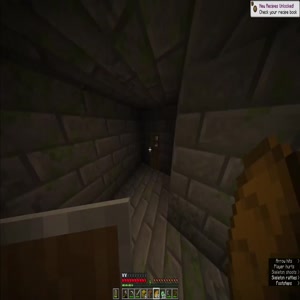 New Recipes Unlocked!
Check your recipe book
Arrow hits
Player hurts
Skeleton shoots
Skeleton rattles
Footsteps